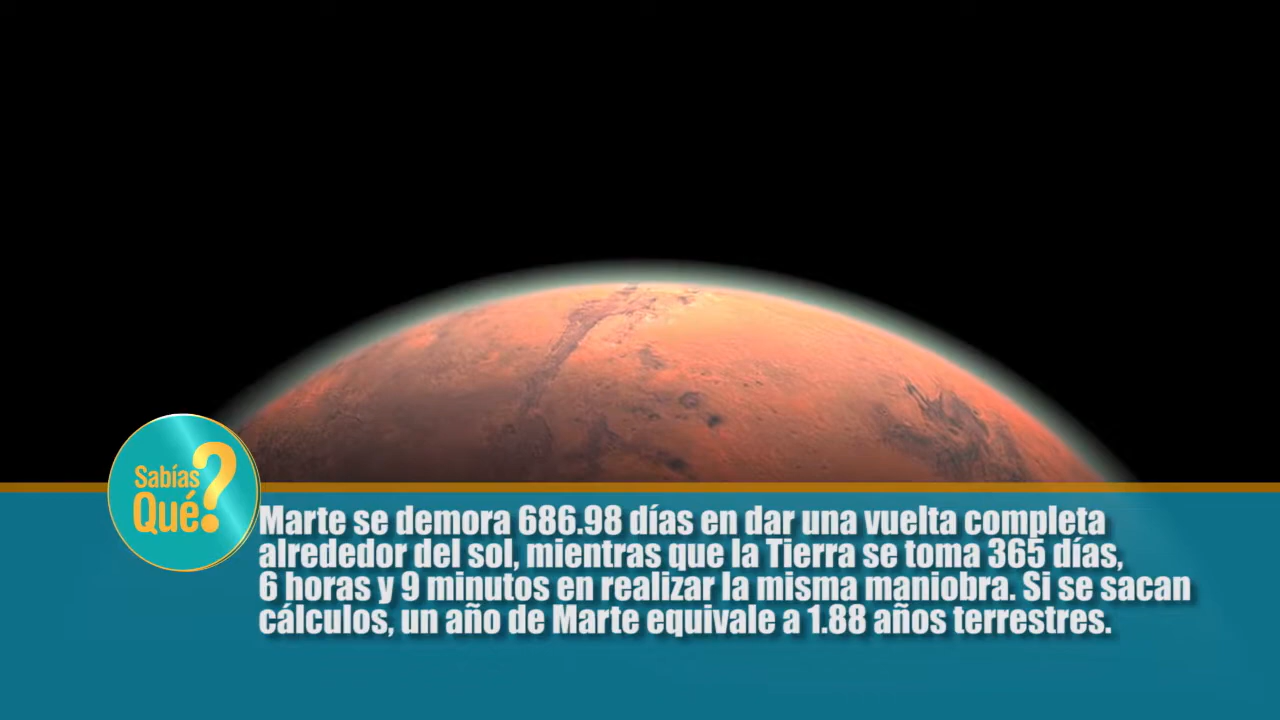 Sabías
Qué?
Marte se demora 686.98 días en dar una vuelta completa
alrededor del sol, mientras que la Tierra se toma 365 días,
6 horas y 9 minutos en realizar la misma maniobra. Si se sacan
cálculos, un año de Marte equivale a 1.88 años terrestres.